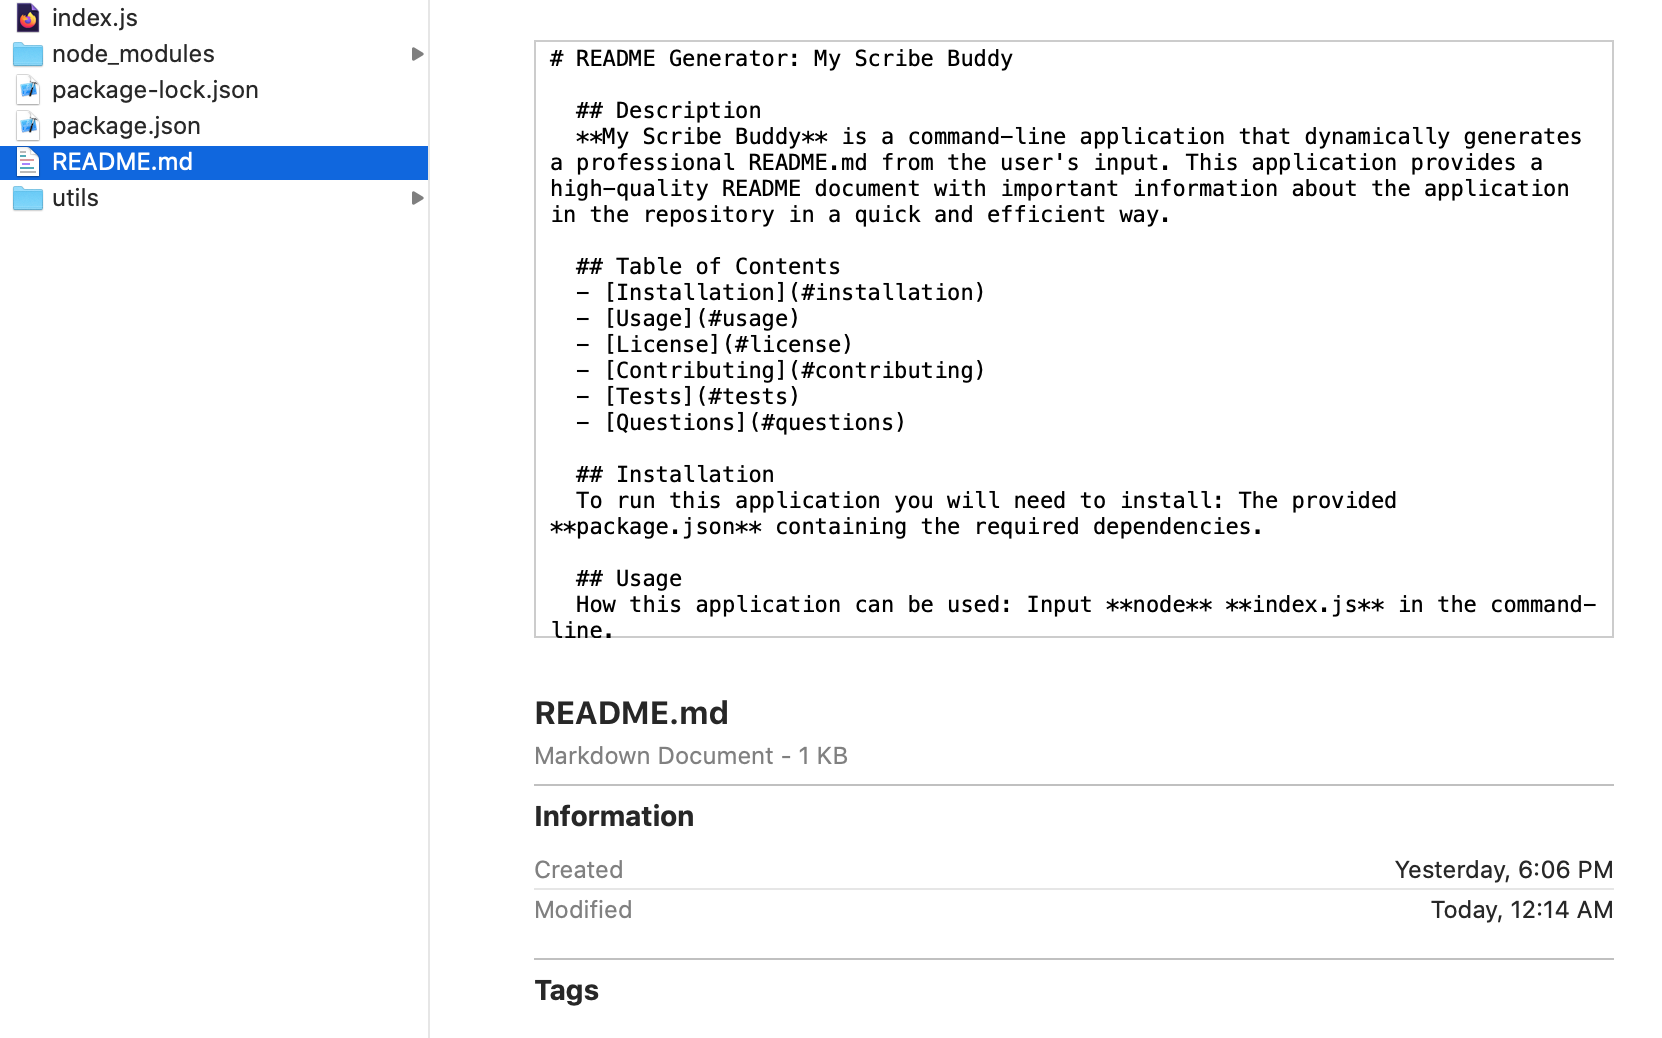 index.js
node_modules
package-lock.json
package.json
README.md
utils
# README Generator: My Scribe Buddy
## Description
**My Scribe Buddy** is a command-line application that dynamically generates
a professional README.md from the user's input. This application provides a
high-quality README document with important information about the application
in the repository in a quick and efficient way.
## Table of Contents
- [Installation](#installation)
- [Usage](#usage)
- [License](#license)
- [Contributing](#contributing)
- [Tests](#tests)
- [Questions](#questions)
## Installation
To run this application you will need to install: The provided
**package.json** containing the required dependencies.
## Usage
How this application can be used: Input **node** **index.js** in the command-
line.
README.md
Markdown Document - 1 KB
Information
Created Yesterday, 6:06 PM
Modified Today, 12:14 AM
Tags